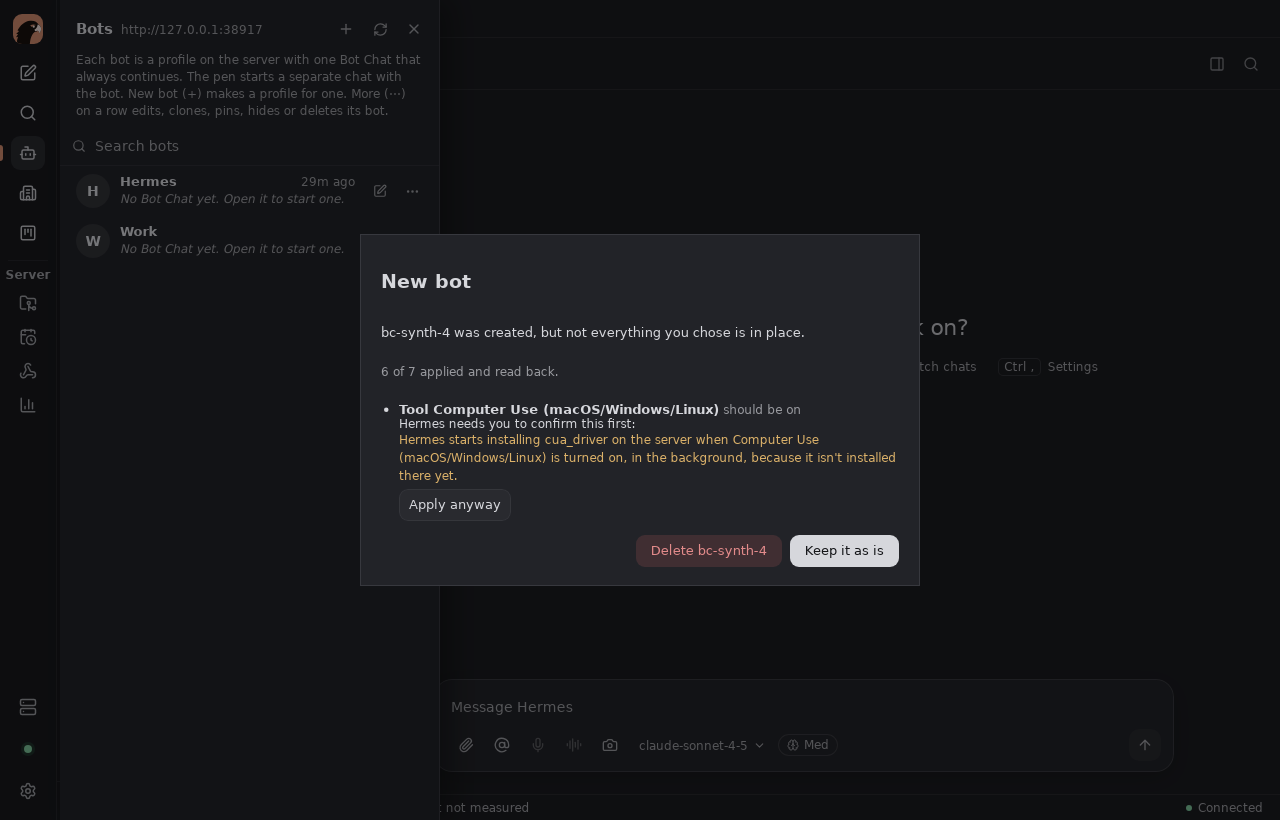 Bots http://127.0.0.1:38917
Each bot is a profile on the server with one Bot Chat that
always continues. The pen starts a separate chat with
the bot. New bot (+) makes a profile for one. More (···)
on a row edits, clones, pins, hides or deletes its bot.
Search bots
H
Hermes 29m ago
No Bot Chat yet. Open it to start one.
W
Work
No Bot Chat yet. Open it to start one.
Server
New bot
bc-synth-4 was created, but not everything you chose is in place.
6 of 7 applied and read back.
• Tool Computer Use (macOS/Windows/Linux) should be on
Hermes needs you to confirm this first:
Hermes starts installing cua_driver on the server when Computer Use
(macOS/Windows/Linux) is turned on, in the background, because it isn't installed
there yet.
Apply anyway
Delete bc-synth-4 Keep it as is
on?
tch chats Ctrl , Settings
Message Hermes
claude-sonnet-4-5 Med
not measured
Connected